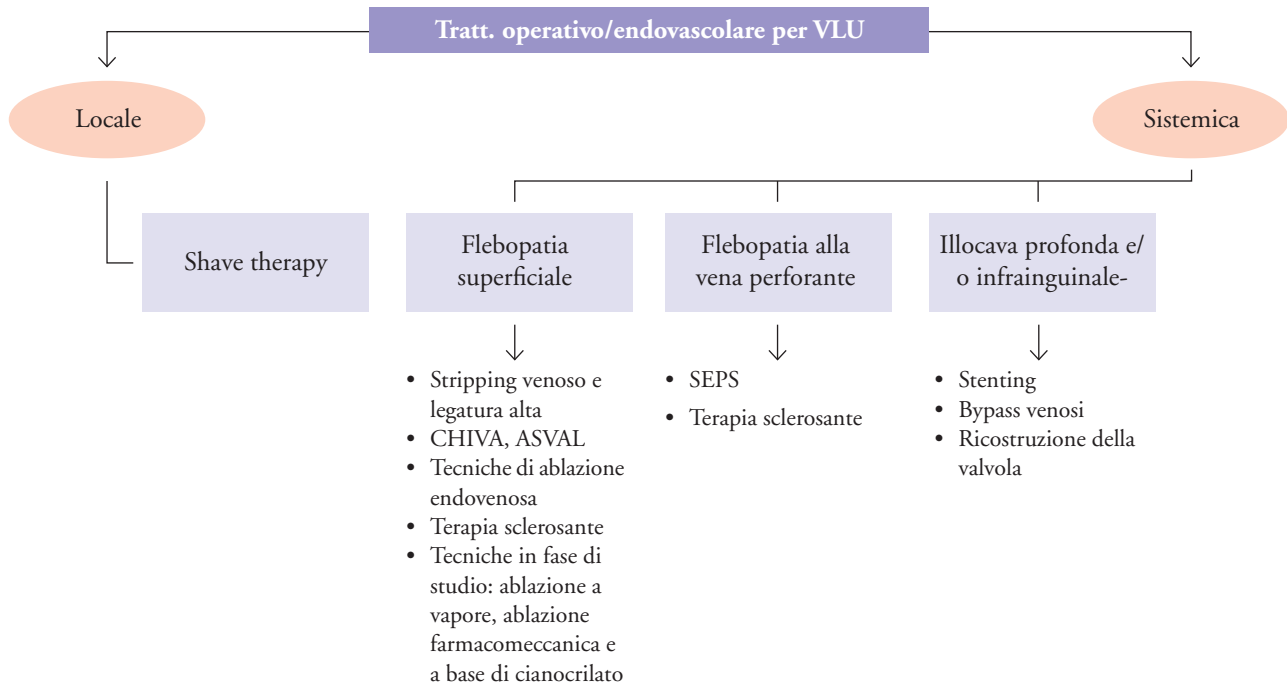 Tratt. operativo/endovascolare per VLU
Locale
Sistemica
Shave therapy
Flebopatia
superficiale
Flebopatia alla
vena perforante
Illocava profonda e/
o infrainguinale-
• Stripping venoso e
legatura alta
• CHIVA, ASVAL
• Tecniche di ablazione
endovenosa
• Terapia sclerosante
• Tecniche in fase di
studio: ablazione a
vapore, ablazione
farmacomeccanica e
a base di cianocrilato
• SEPS
• Terapia sclerosante
• Stenting
• Bypass venosi
• Ricostruzione della
valvola